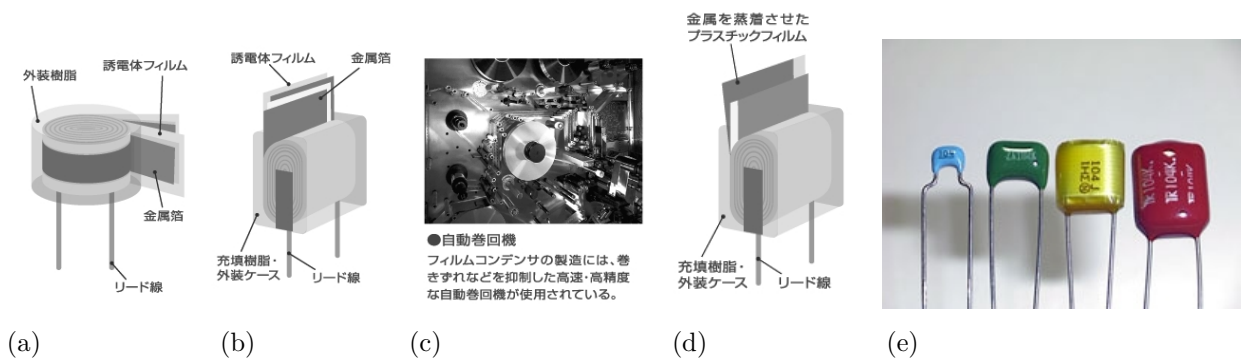 外装樹脂
誘電体フィルム
金属箔
リード線
(a)
誘電体フィルム
金属箔
充填樹脂・
外装ケース
リード線
(b)
●自動巻回機
フィルムコンデンサの製造には、巻
きずれなどを抑制した高速・高精度
な自動巻回機が使用されている。
(c)
金属を蒸着させた
プラスチックフィルム
充填樹脂・
外装ケース
リード線
(d)
104
104J
TR104K
TR104K
(e)